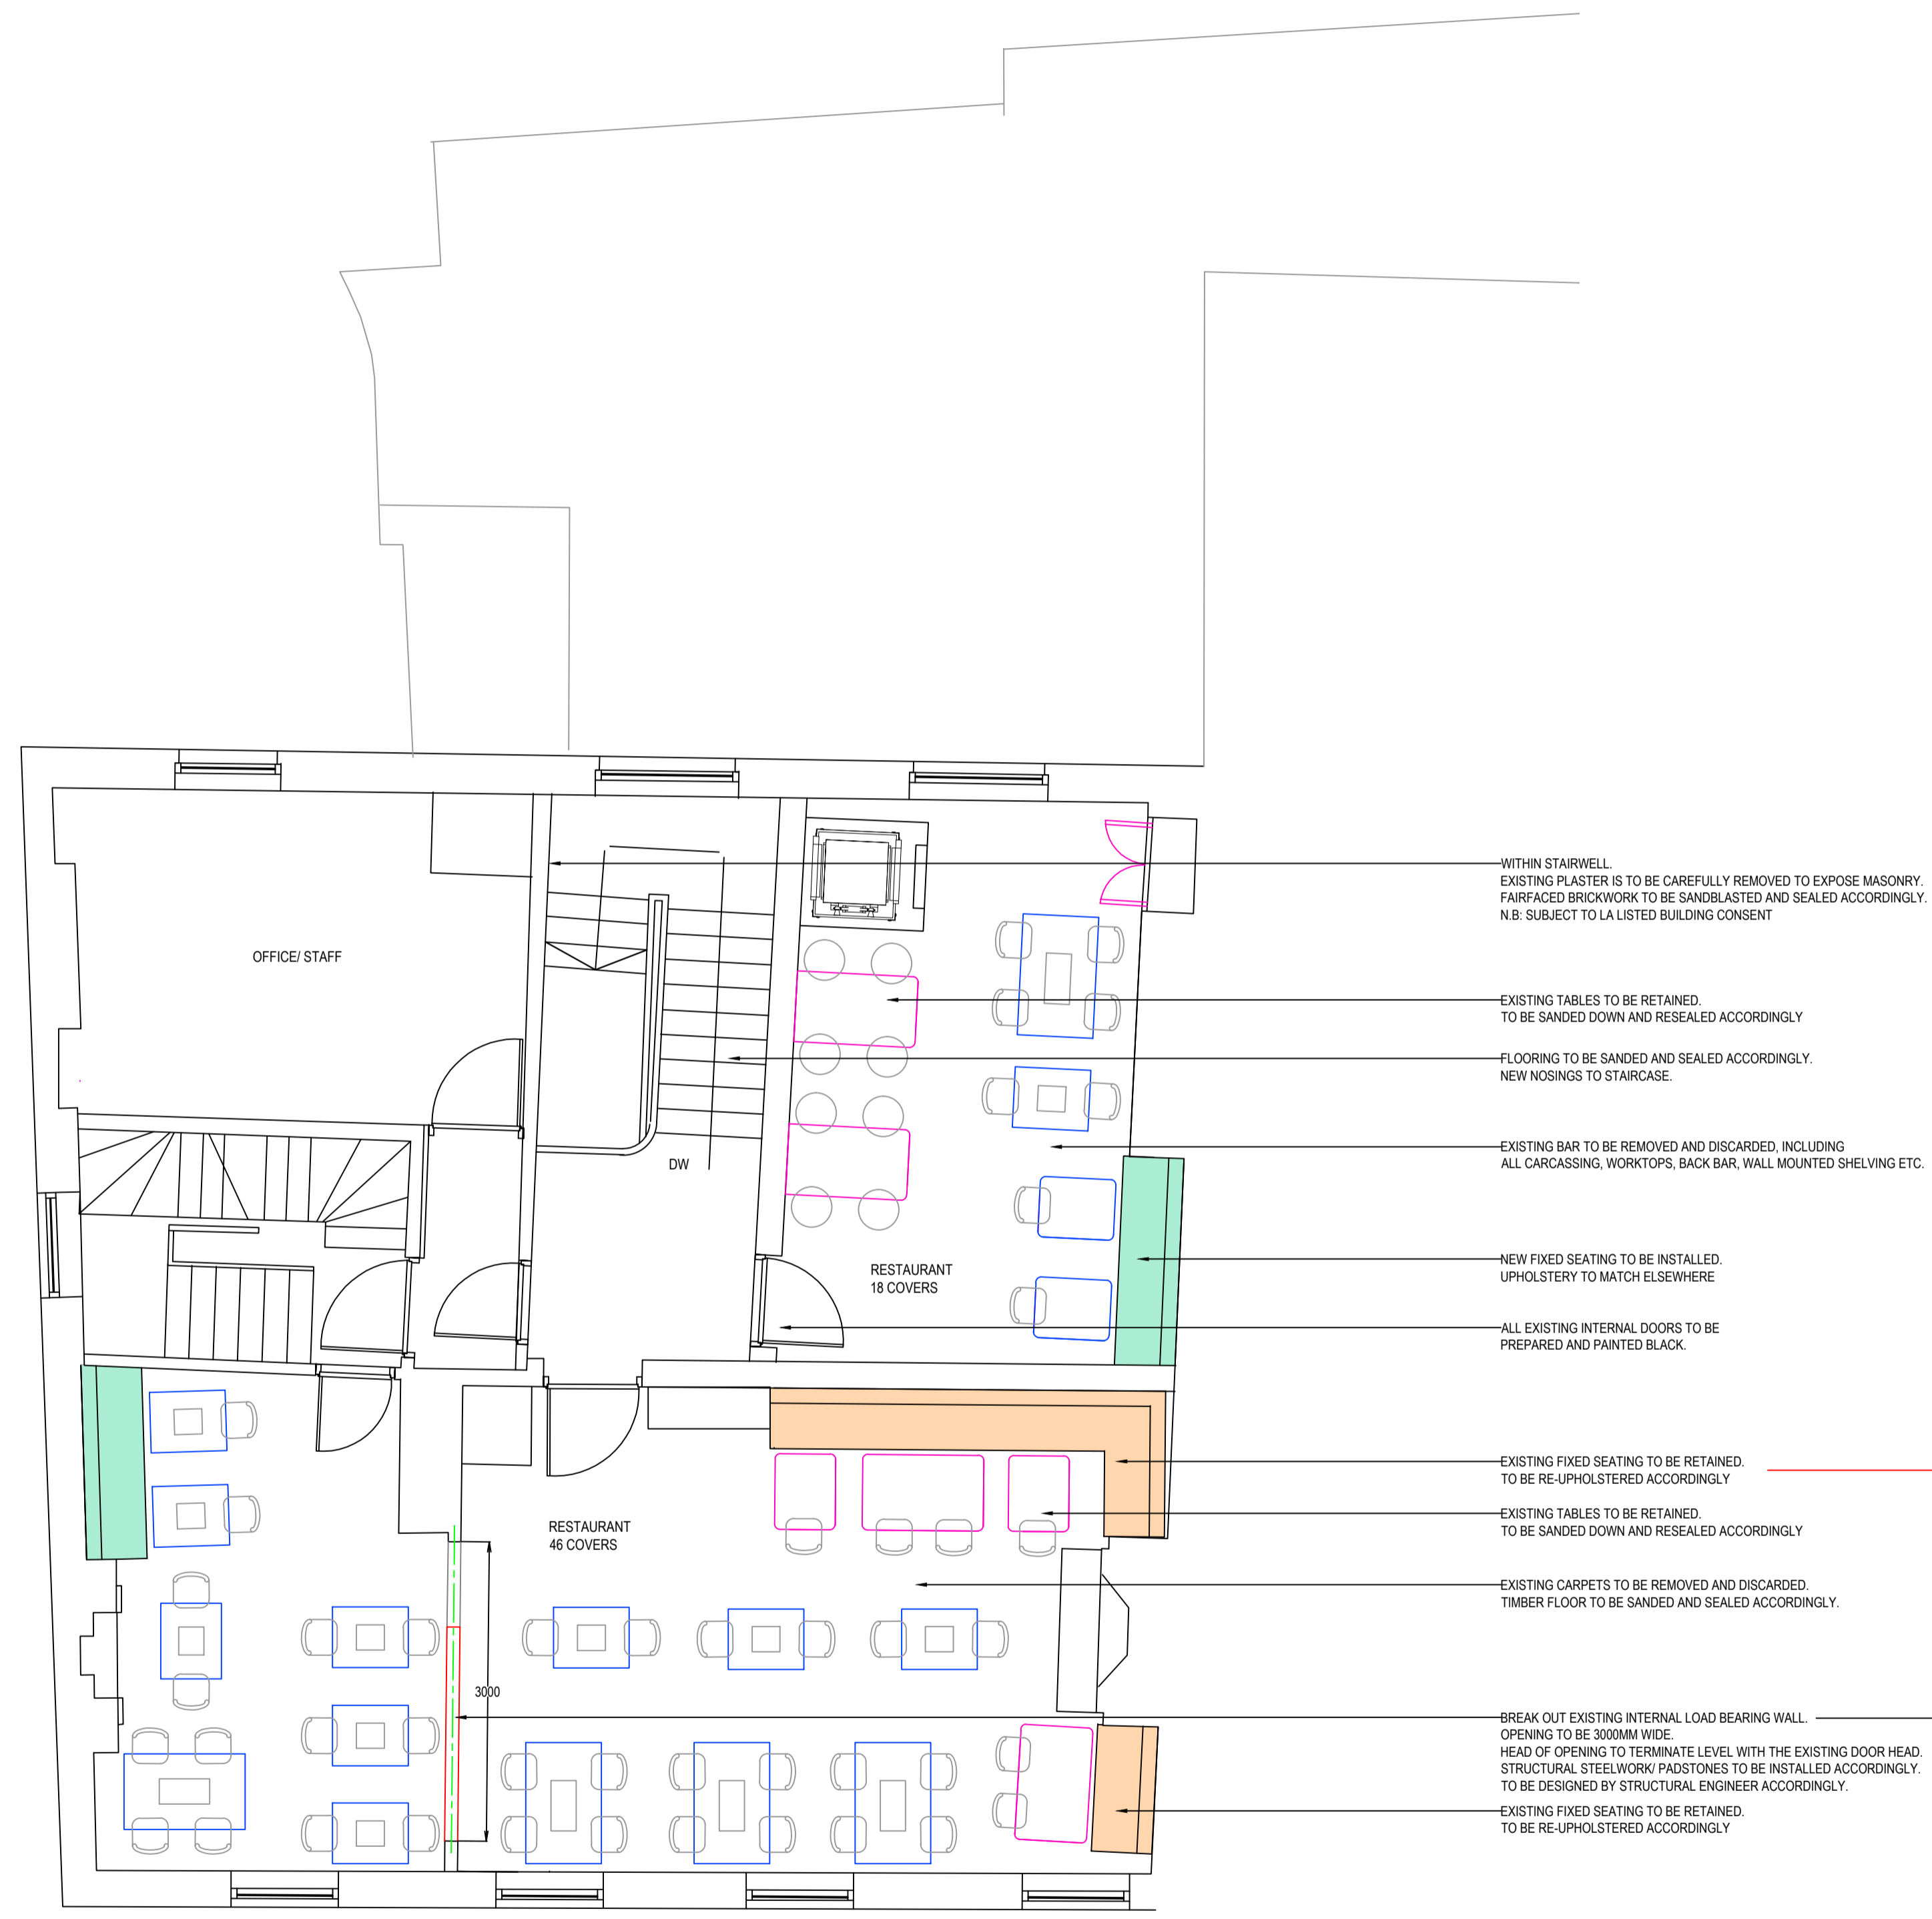 WITHIN STAIRWELL.
EXISTING PLASTER IS TO BE CAREFULLY REMOVED TO EXPOSE MASONRY.
FAIRFACED BRICKWORK TO BE SANDBLASTED AND SEALED ACCORDINGLY.
N.B: SUBJECT TO LA LISTED BUILDING CONSENT
OFFICE/ STAFF
EXISTING TABLES TO BE RETAINED.
TO BE SANDED DOWN AND RESEALED ACCORDINGLY
FLOORING TO BE SANDED AND SEALED ACCORDINGLY.
NEW NOSINGS TO STAIRCASE.
EXISTING BAR TO BE REMOVED AND DISCARDED, INCLUDING
ALL CARCASSING, WORKTOPS, BACK BAR, WALL MOUNTED SHELVING ETC.
DW
NEW FIXED SEATING TO BE INSTALLED.
UPHOLSTERY TO MATCH ELSEWHERE
RESTAURANT
18 COVERS
ALL EXISTING INTERNAL DOORS TO BE
PREPARED AND PAINTED BLACK.
EXISTING FIXED SEATING TO BE RETAINED.
TO BE RE-UPHOLSTERED ACCORDINGLY
EXISTING TABLES TO BE RETAINED.
TO BE SANDED DOWN AND RESEALED ACCORDINGLY
RESTAURANT
46 COVERS
EXISTING CARPETS TO BE REMOVED AND DISCARDED.
TIMBER FLOOR TO BE SANDED AND SEALED ACCORDINGLY.
3000
BREAK OUT EXISTING INTERNAL LOAD BEARING WALL.
OPENING TO BE 3000MM WIDE.
HEAD OF OPENING TO TERMINATE LEVEL WITH THE EXISTING DOOR HEAD.
STRUCTURAL STEELWORK/ PADSTONES TO BE INSTALLED ACCORDINGLY.
TO BE DESIGNED BY STRUCTURAL ENGINEER ACCORDINGLY.
EXISTING FIXED SEATING TO BE RETAINED.
TO BE RE-UPHOLSTERED ACCORDINGLY